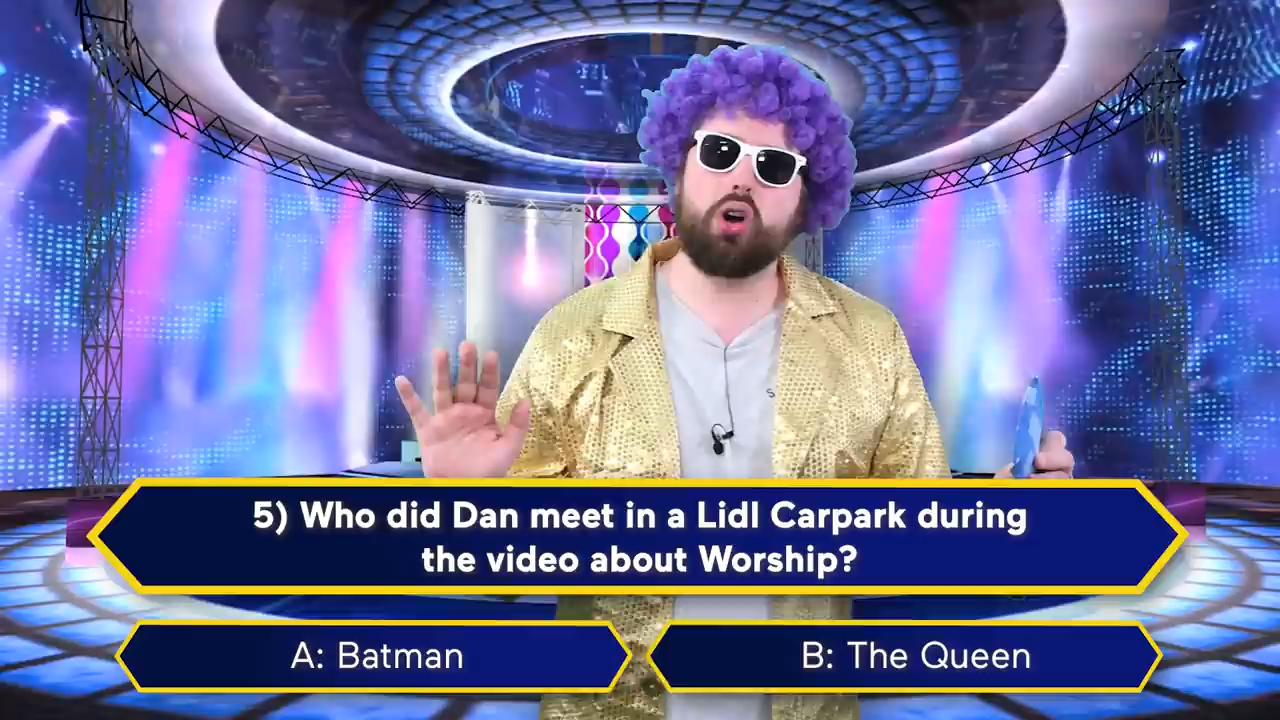 5) Who did Dan meet in a Lidl Carpark during
the video about Worship?
A: Batman
B: The Queen